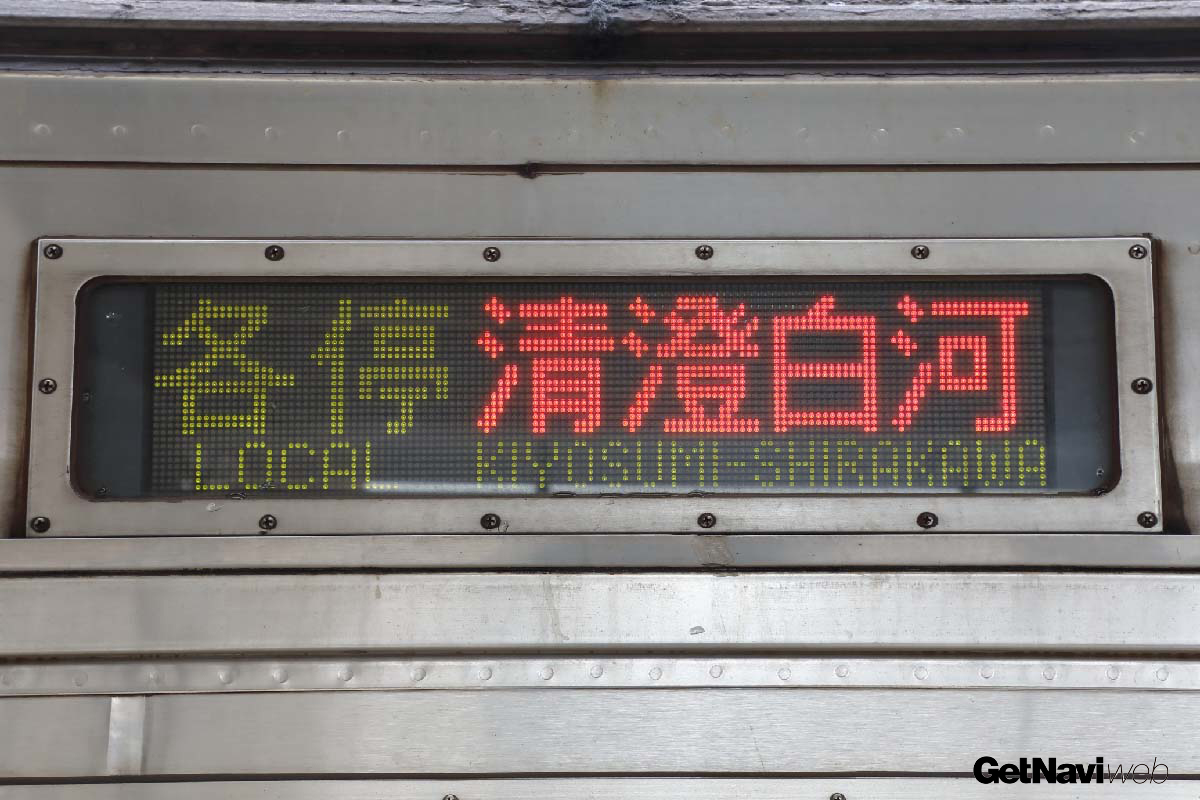 各停 清澄白河
LOCAL KIYOSUMI-SHIRAKAWA
GetNavi web